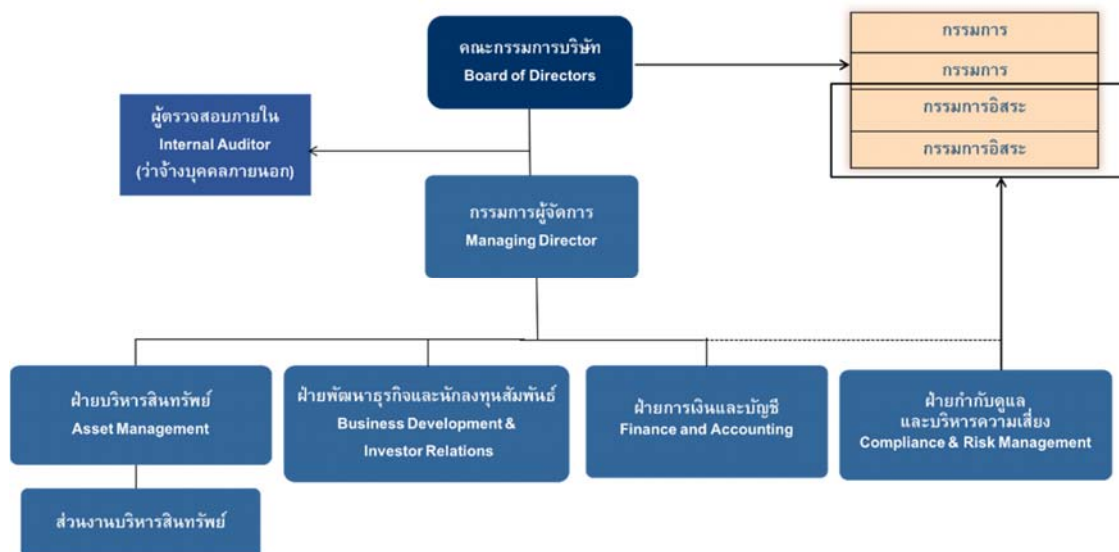 คณะกรรมการบริษัท
Board of Directors
กรรมการ
กรรมการ
กรรมการอิสระ
กรรมการอิสระ
ผู้ตรวจสอบภายใน
Internal Auditor
(ว่าจ้างบุคคลภายนอก)
กรรมการผู้จัดการ
Managing Director
ฝ่ายบริหารสินทรัพย์
Asset Management
ฝ่ายพัฒนาธุรกิจและนักลงทุนสัมพันธ์
Business Development &
Investor Relations
ฝ่ายการเงินและบัญชี
Finance and Accounting
ฝ่ายกำกับดูแล
และบริหารความเสี่ยง
Compliance & Risk Management
ส่วนงานบริหารสินทรัพย์